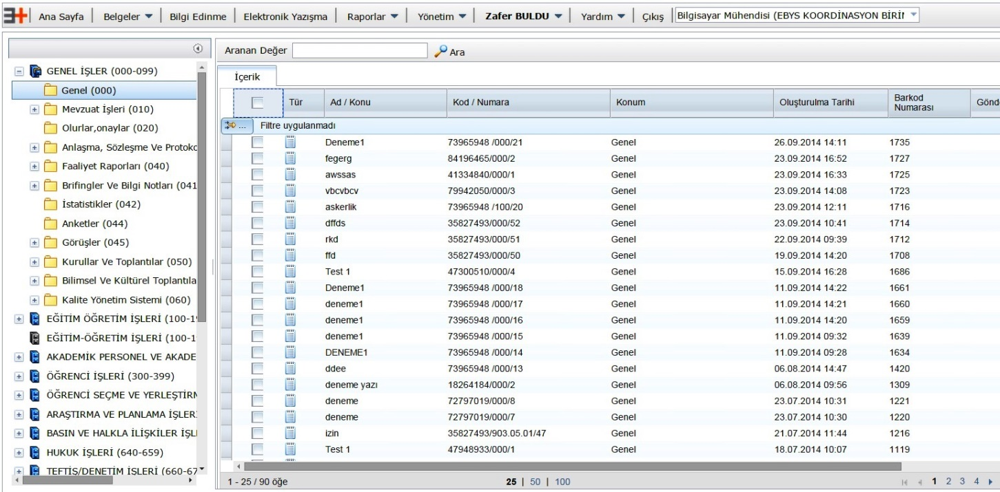 Ana Sayfa | Belgeler | Bilgi Edinme | Elektronik Yazışma | Raporlar | Yönetim | Zafer BULDU | Yardım | Çıkış | Bilgisayar Mühendisi (EBYS KOORDİNASYON BİRİ
Aranan Değer Ara
İçerik
GENEL İŞLER (000-099)
Genel (000)
Mevzuat İşleri (010)
Olurlar,onaylar (020)
Anlaşma, Sözleşme Ve Protoko
Faaliyet Raporları (040)
Brifingler Ve Bilgi Notları (041
İstatistikler (042)
Anketler (044)
Görüşler (045)
Kurullar Ve Toplantılar (050)
Bilimsel Ve Kültürel Toplantıla
Kalite Yönetim Sistemi (060)
EĞİTİM ÖĞRETİM İŞLERİ (100-1
EĞİTİM-ÖĞRETİM İŞLERİ (100-1
AKADEMİK PERSONEL VE AKADE
ÖĞRENCİ İŞLERİ (300-399)
ÖĞRENCİ SEÇME VE YERLEŞTİR
ARAŞTIRMA VE PLANLAMA İŞLER
BASIN VE HALKLA İLİŞKİLER İŞL
HUKUK İŞLERİ (640-659)
TEFTİŞ/DENETİM İŞLERİ (660-67
Tür Ad / Konu Kod / Numara Konum Oluşturulma Tarihi Barkod Numarası Gönd
... Filtre uygulanmadı
Deneme1 73965948 /000/21 Genel 26.09.2014 14:11 1735
fegerg 84196465/000/2 Genel 23.09.2014 16:52 1727
awssas 41334840/000/1 Genel 23.09.2014 16:33 1725
vbcvbcv 79942050/000/3 Genel 23.09.2014 14:08 1723
askerlik 73965948 /100/20 Genel 23.09.2014 12:11 1716
dffds 35827493/000/52 Genel 23.09.2014 10:41 1714
rkd 35827493/000/51 Genel 22.09.2014 09:39 1712
ffd 35827493/000/50 Genel 19.09.2014 14:20 1708
Test 1 47300510/000/4 Genel 15.09.2014 16:28 1686
Deneme1 73965948 /000/18 Genel 11.09.2014 14:22 1661
deneme1 73965948 /000/17 Genel 11.09.2014 14:21 1660
deneme1 73965948 /000/16 Genel 11.09.2014 14:20 1659
deneme1 73965948 /000/15 Genel 11.09.2014 09:32 1639
DENEME1 73965948 /000/14 Genel 11.09.2014 09:28 1634
ddee 73965948 /000/13 Genel 06.08.2014 14:47 1420
deneme yazı 18264184/000/2 Genel 06.08.2014 09:56 1309
deneme 72797019/000/8 Genel 23.07.2014 10:31 1221
deneme 72797019/000/7 Genel 23.07.2014 10:30 1220
izin 35827493/903.05.01/47 Genel 21.07.2014 11:44 1216
Test 1 47948933/000/1 Genel 18.07.2014 10:07 1119
1 - 25 / 90 öğe 25 | 50 | 100 1 2 3 4